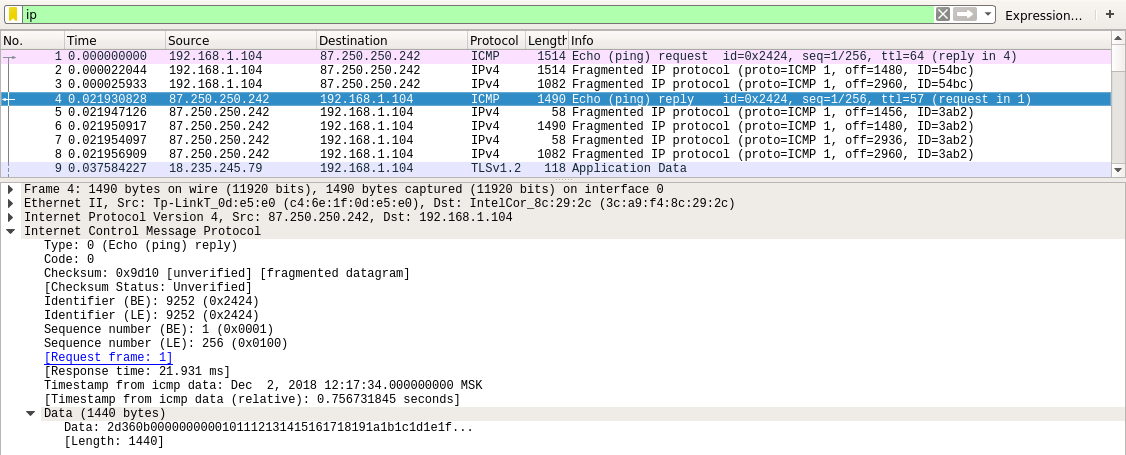 ip Expression... +
No. Time Source Destination Protocol Length Info
1 0.000000000 192.168.1.104 87.250.250.242 ICMP 1514 Echo (ping) request id=0x2424, seq=1/256, ttl=64 (reply in 4)
2 0.000022044 192.168.1.104 87.250.250.242 IPv4 1514 Fragmented IP protocol (proto=ICMP 1, off=1480, ID=54bc)
3 0.000025933 192.168.1.104 87.250.250.242 IPv4 1082 Fragmented IP protocol (proto=ICMP 1, off=2960, ID=54bc)
4 0.021930828 87.250.250.242 192.168.1.104 ICMP 1490 Echo (ping) reply id=0x2424, seq=1/256, ttl=57 (request in 1)
5 0.021947126 87.250.250.242 192.168.1.104 IPv4 58 Fragmented IP protocol (proto=ICMP 1, off=1456, ID=3ab2)
6 0.021950917 87.250.250.242 192.168.1.104 IPv4 1490 Fragmented IP protocol (proto=ICMP 1, off=1480, ID=3ab2)
7 0.021954097 87.250.250.242 192.168.1.104 IPv4 58 Fragmented IP protocol (proto=ICMP 1, off=2936, ID=3ab2)
8 0.021956909 87.250.250.242 192.168.1.104 IPv4 1082 Fragmented IP protocol (proto=ICMP 1, off=2960, ID=3ab2)
9 0.037584227 18.235.245.79 192.168.1.104 TLSv1.2 118 Application Data
Frame 4: 1490 bytes on wire (11920 bits), 1490 bytes captured (11920 bits) on interface 0
Ethernet II, Src: Tp-LinkT_0d:e5:e0 (c4:6e:1f:0d:e5:e0), Dst: IntelCor_8c:29:2c (3c:a9:f4:8c:29:2c)
Internet Protocol Version 4, Src: 87.250.250.242, Dst: 192.168.1.104
Internet Control Message Protocol
Type: 0 (Echo (ping) reply)
Code: 0
Checksum: 0x9d10 [unverified] [fragmented datagram]
[Checksum Status: Unverified]
Identifier (BE): 9252 (0x2424)
Identifier (LE): 9252 (0x2424)
Sequence number (BE): 1 (0x0001)
Sequence number (LE): 256 (0x0100)
[Request frame: 1]
[Response time: 21.931 ms]
Timestamp from icmp data: Dec  2, 2018 12:17:34.000000000 MSK
[Timestamp from icmp data (relative): 0.756731845 seconds]
Data (1440 bytes)
Data: 2d360b0000000000101112131415161718191a1b1c1d1e1f...
[Length: 1440]